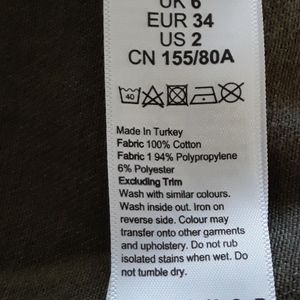 UK 6
EUR 34
US 2
CN 155/80A
40
Made In Turkey
Fabric 100% Cotton
Fabric 1 94% Polypropylene
6% Polyester
Excluding Trim
Wash with similar colours.
Wash inside out. Iron on
reverse side. Colour may
transfer onto other garments
and upholstery. Do not rub
isolated stains when wet. Do
not tumble dry.